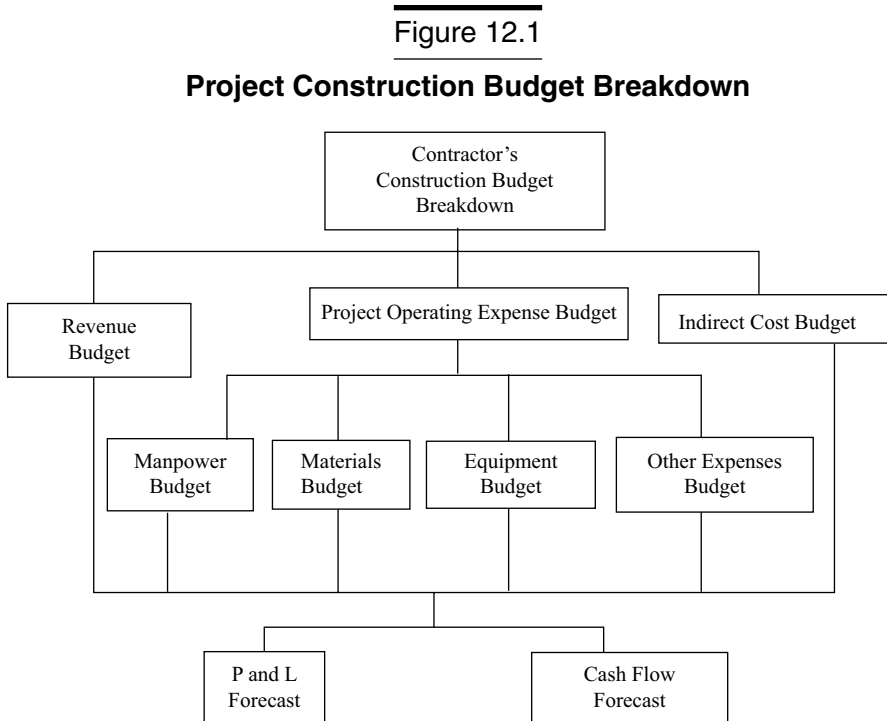 Figure 12.1
Project Construction Budget Breakdown
Contractor’s
Construction Budget
Breakdown
Revenue
Budget
Project Operating Expense Budget
Indirect Cost Budget
Manpower
Budget
Materials
Budget
Equipment
Budget
Other Expenses
Budget
P and L
Forecast
Cash Flow
Forecast